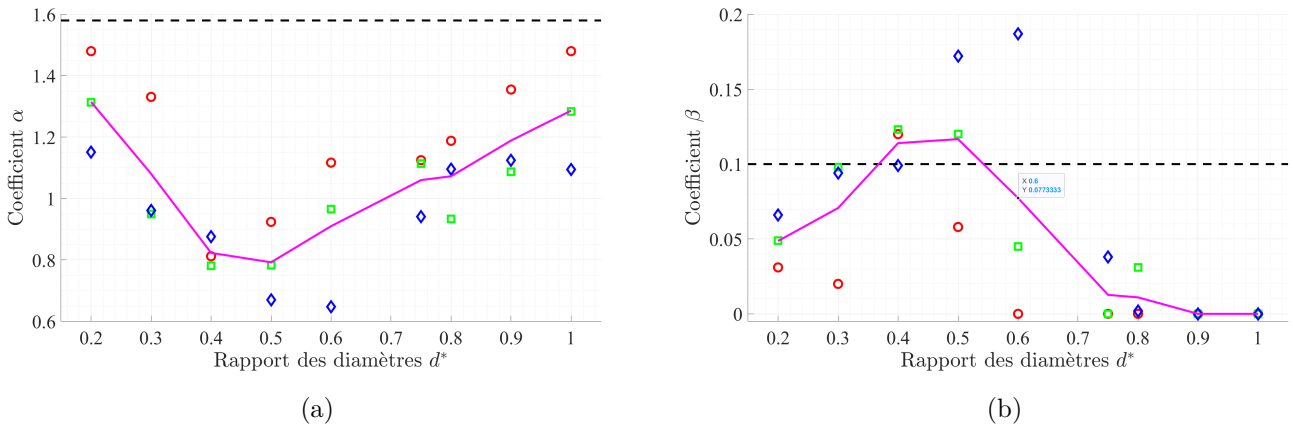 1.6
1.4
1.2
1
0.8
0.6
Coefficient α
0.2 0.3 0.4 0.5 0.6 0.7 0.8 0.9 1
Rapport des diamètres d*
(a)
0.2
0.15
0.1
0.05
0
Coefficient β
X 0.6
Y 0.0773333
0.2 0.3 0.4 0.5 0.6 0.7 0.8 0.9 1
Rapport des diamètres d*
(b)